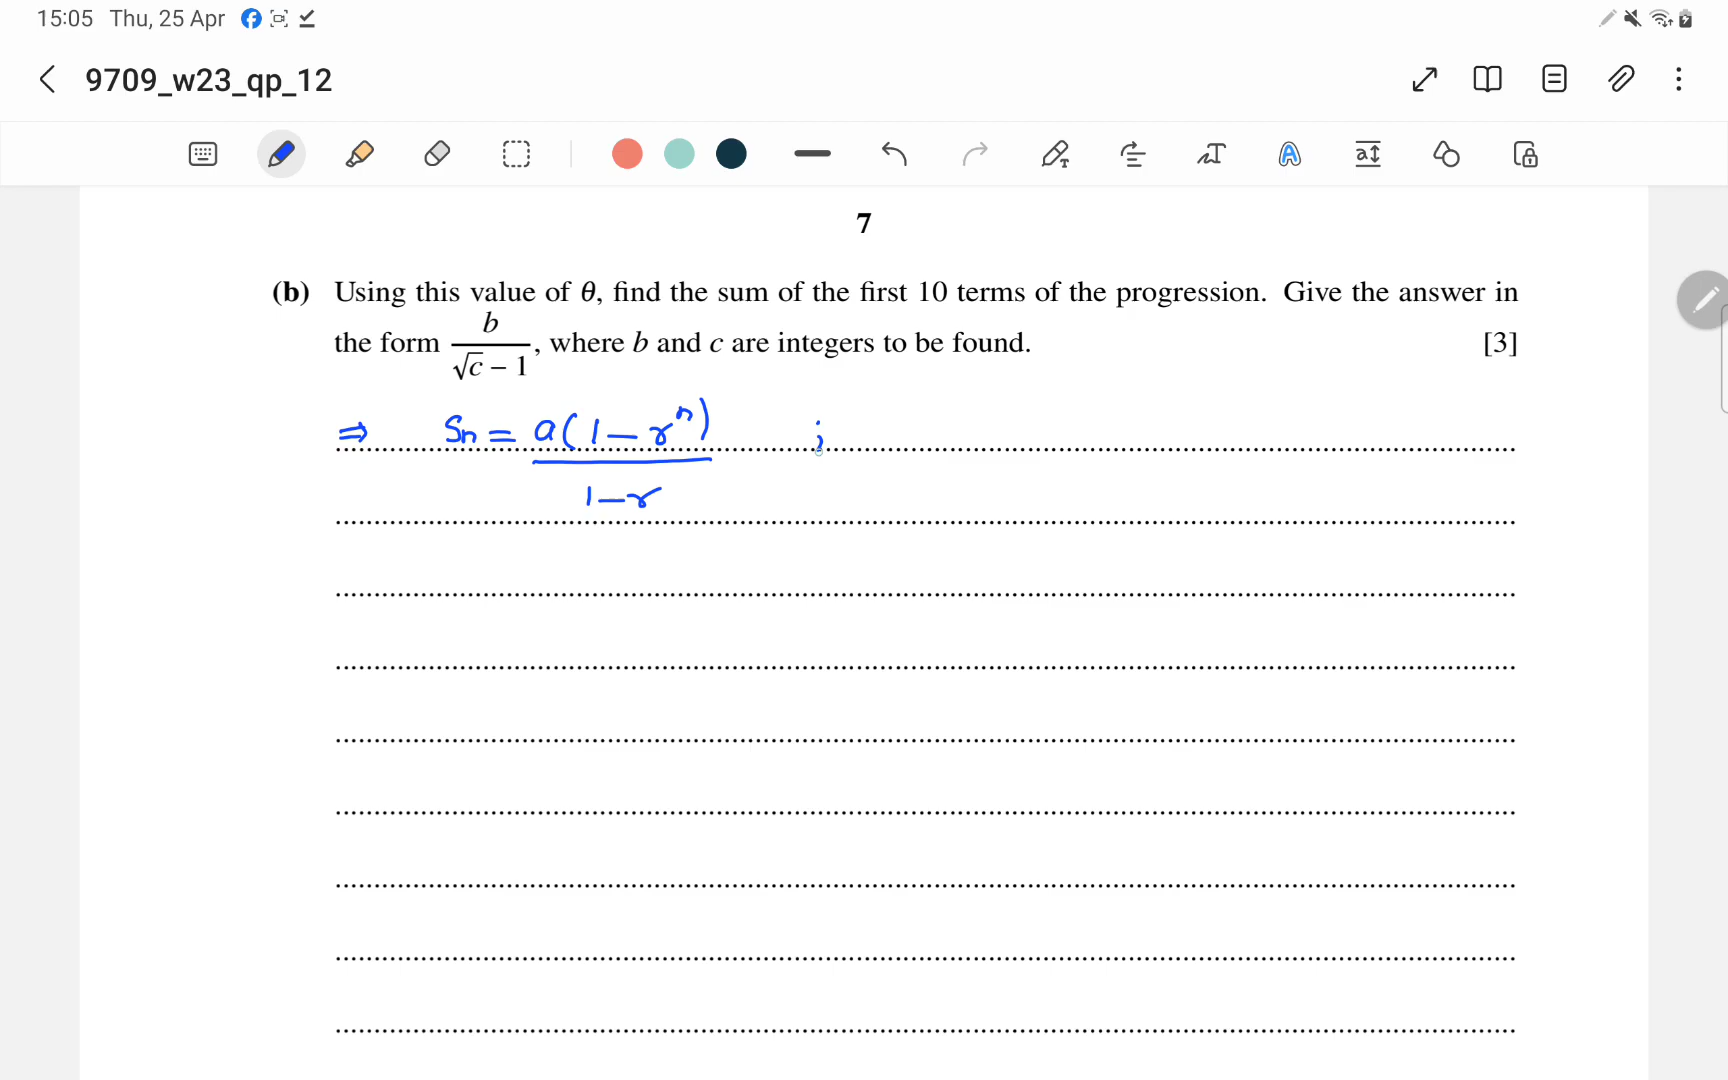 15:05 Thu, 25 Apr
9709_w23_qp_12
7
(b) Using this value of θ, find the sum of the first 10 terms of the progression. Give the answer in
the form b/(√c − 1), where b and c are integers to be found. [3]
⇒ Sn = a(1 − r^n) ;
1 − r